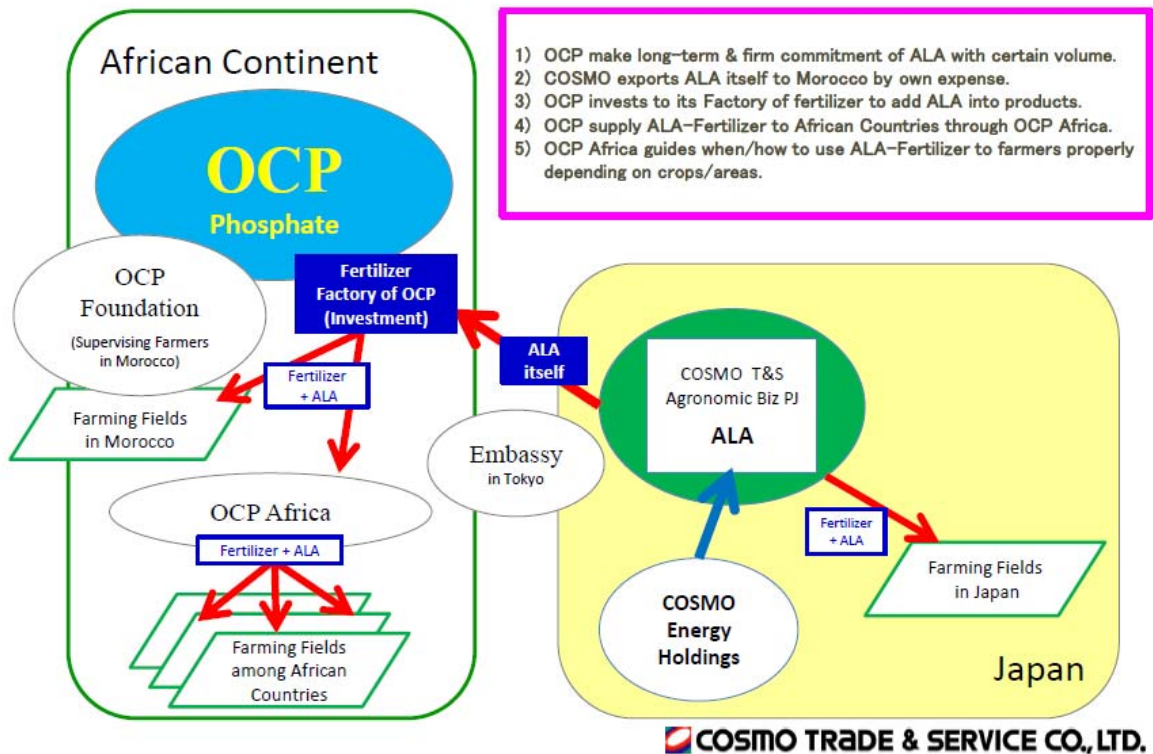 African Continent
OCP
Phosphate
OCP
Foundation
(Supervising Farmers
in Morocco)
Fertilizer
Factory of OCP
(Investment)
Fertilizer
+ ALA
Farming Fields
in Morocco
OCP Africa
Fertilizer + ALA
Farming Fields
among African
Countries
1) OCP make long-term & firm commitment of ALA with certain volume.
2) COSMO exports ALA itself to Morocco by own expense.
3) OCP invests to its Factory of fertilizer to add ALA into products.
4) OCP supply ALA-Fertilizer to African Countries through OCP Africa.
5) OCP Africa guides when/how to use ALA-Fertilizer to farmers properly
depending on crops/areas.
ALA
itself
Embassy
in Tokyo
COSMO T&S
Agronomic Biz PJ
ALA
Fertilizer
+ ALA
Farming Fields
in Japan
COSMO
Energy
Holdings
Japan
COSMO TRADE & SERVICE CO., LTD.